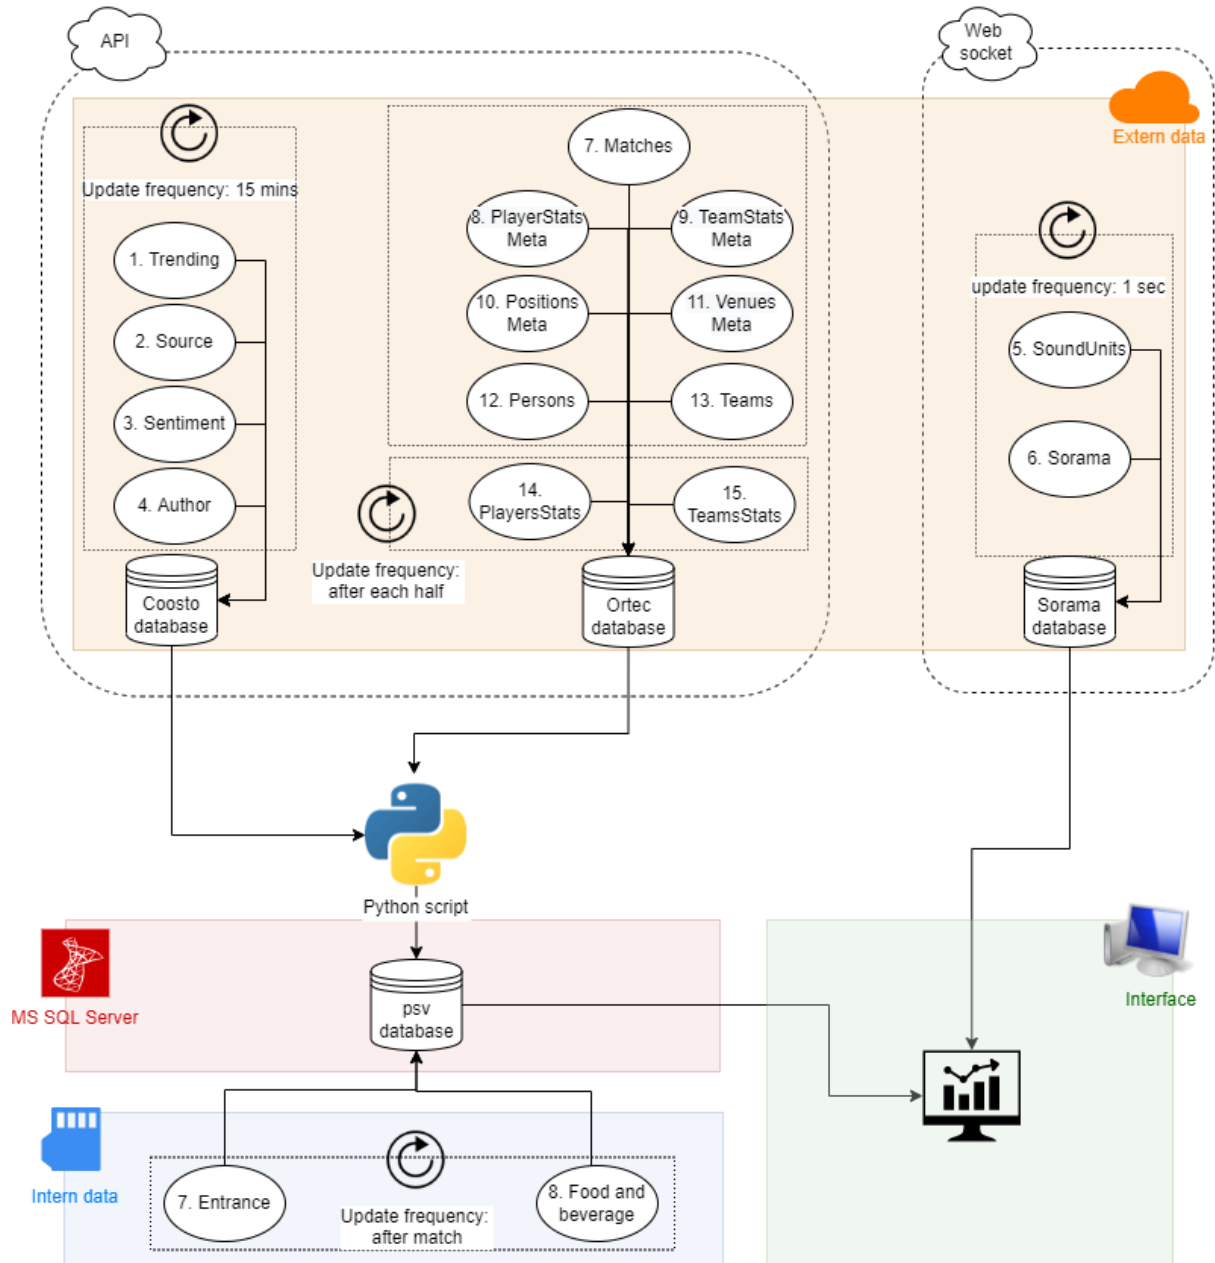 API
Web
socket
Extern data
Update frequency: 15 mins
1. Trending
2. Source
3. Sentiment
4. Author
Coosto
database
7. Matches
8. PlayerStats
Meta
9. TeamStats
Meta
10. Positions
Meta
11. Venues
Meta
12. Persons
13. Teams
14.
PlayersStats
15.
TeamsStats
Update frequency:
after each half
Ortec
database
update frequency: 1 sec
5. SoundUnits
6. Sorama
Sorama
database
Python script
MS SQL Server
psv
database
Interface
Intern data
7. Entrance
Update frequency:
after match
8. Food and
beverage